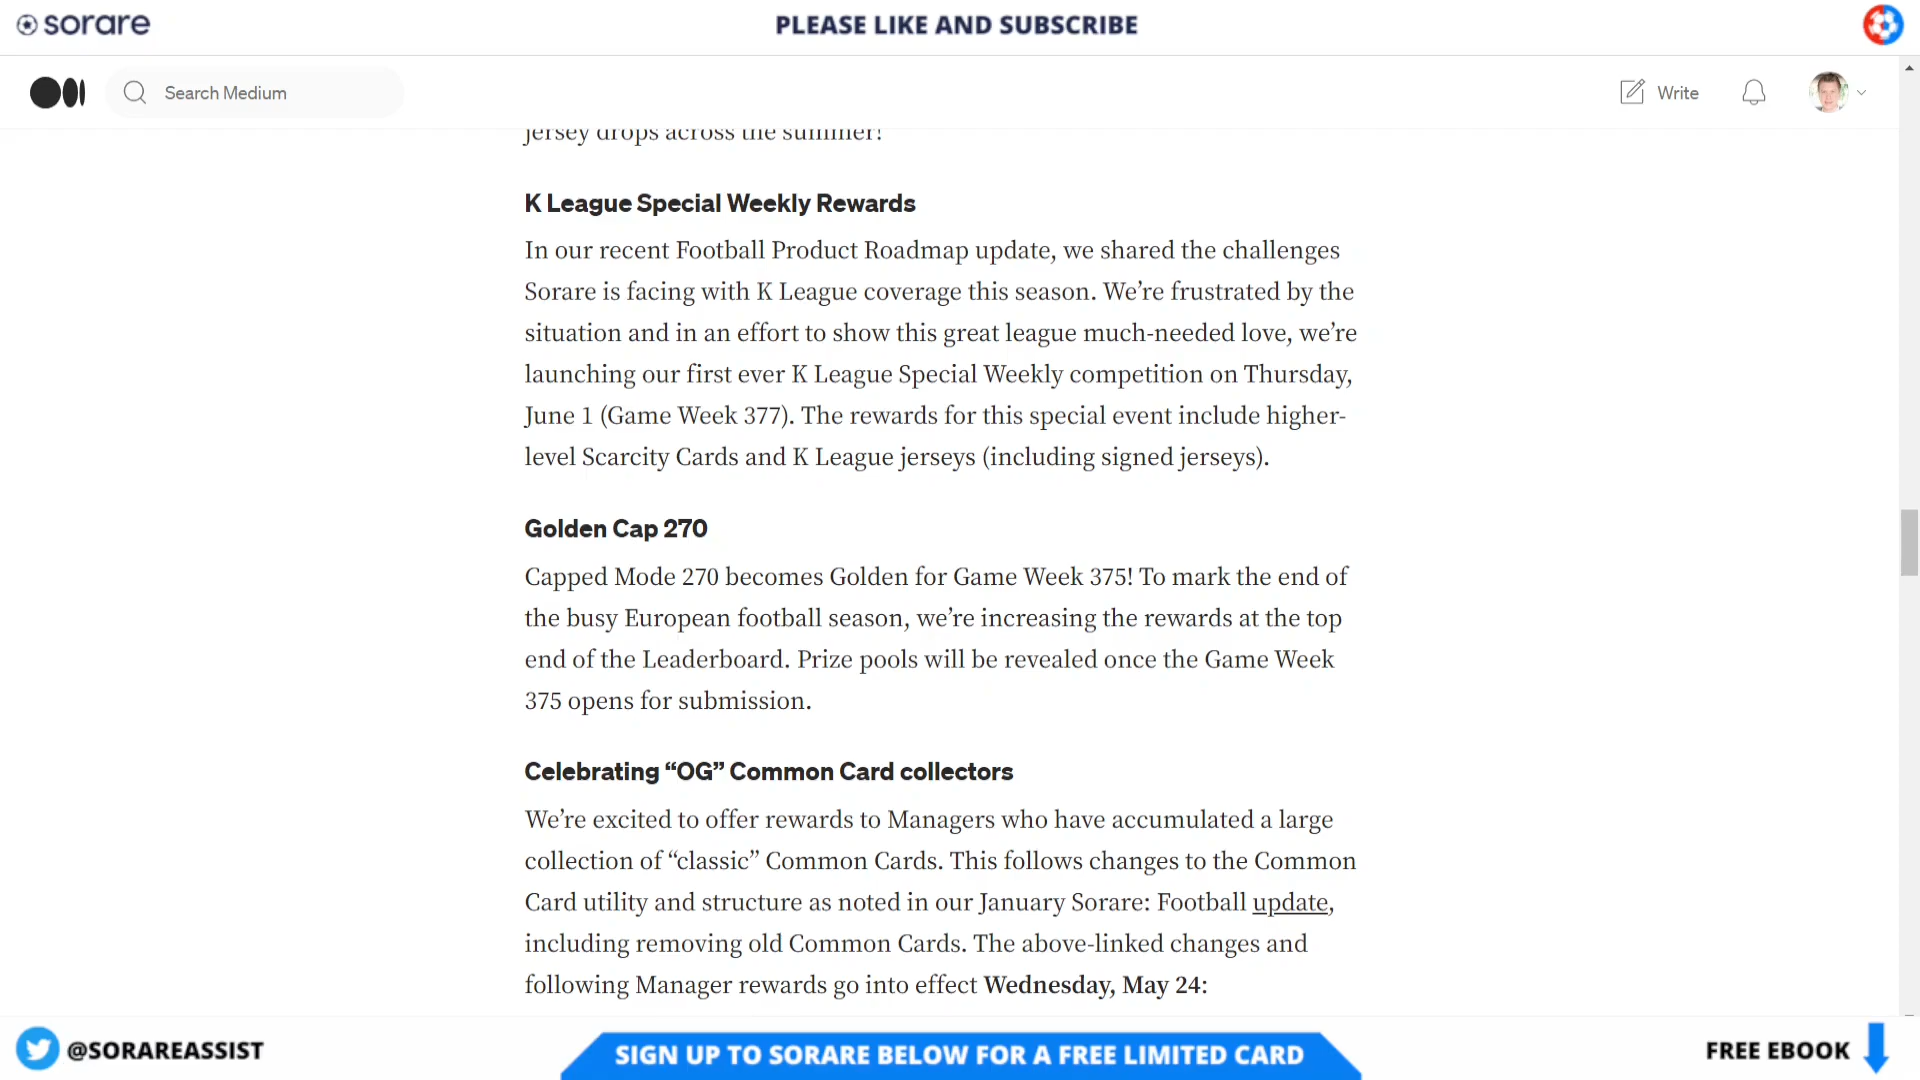 sorare
PLEASE LIKE AND SUBSCRIBE
Search Medium
Write
jersey drops across the summer!
K League Special Weekly Rewards
In our recent Football Product Roadmap update, we shared the challenges
Sorare is facing with K League coverage this season. We’re frustrated by the
situation and in an effort to show this great league much-needed love, we’re
launching our first ever K League Special Weekly competition on Thursday,
June 1 (Game Week 377). The rewards for this special event include higher-
level Scarcity Cards and K League jerseys (including signed jerseys).
Golden Cap 270
Capped Mode 270 becomes Golden for Game Week 375! To mark the end of
the busy European football season, we’re increasing the rewards at the top
end of the Leaderboard. Prize pools will be revealed once the Game Week
375 opens for submission.
Celebrating “OG” Common Card collectors
We’re excited to offer rewards to Managers who have accumulated a large
collection of “classic” Common Cards. This follows changes to the Common
Card utility and structure as noted in our January Sorare: Football update,
including removing old Common Cards. The above-linked changes and
following Manager rewards go into effect Wednesday, May 24:
@SORAREASSIST
SIGN UP TO SORARE BELOW FOR A FREE LIMITED CARD
FREE EBOOK